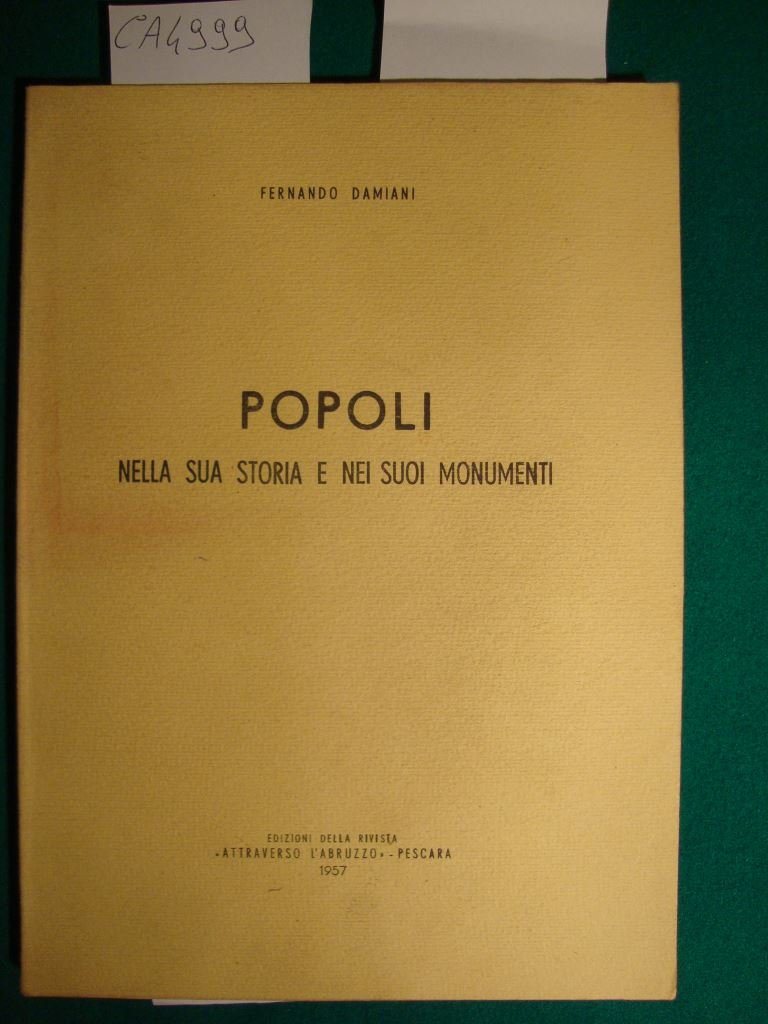 CA4999
FERNANDO DAMIANI
POPOLI
NELLA SUA STORIA E NEI SUOI MONUMENTI
EDIZIONI DELLA RIVISTA
«ATTRAVERSO L'ABRUZZO» - PESCARA
1957